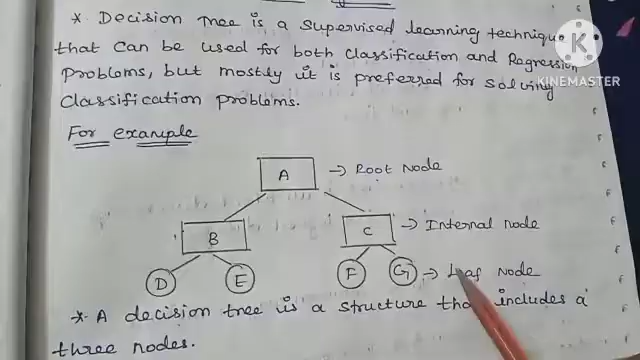 * Decision Tree is a Supervised learning technique
that can be used for both classification and Regression
Problems, but mostly it is preferred for solving
classification problems.
KINEMASTER
For example
A → Root Node
B C → Internal node
D E F G → Leaf Node
* A decision tree is a structure that includes a
three nodes.